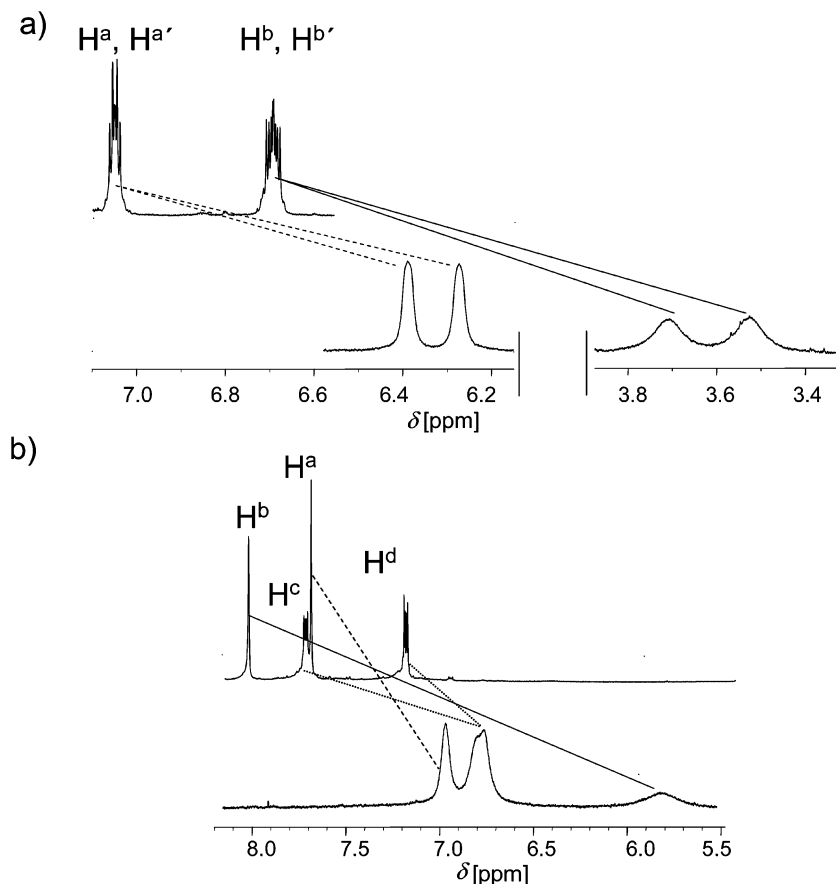 a)
Hᵃ, Hᵃ´ Hᵇ, Hᵇ´
7.0 6.8 6.6 6.4 6.2 3.8 3.6 3.4
δ [ppm]
b)
Hᵃ
Hᵇ
Hᵈ
Hᶜ
8.0 7.5 7.0 6.5 6.0 5.5
δ [ppm]